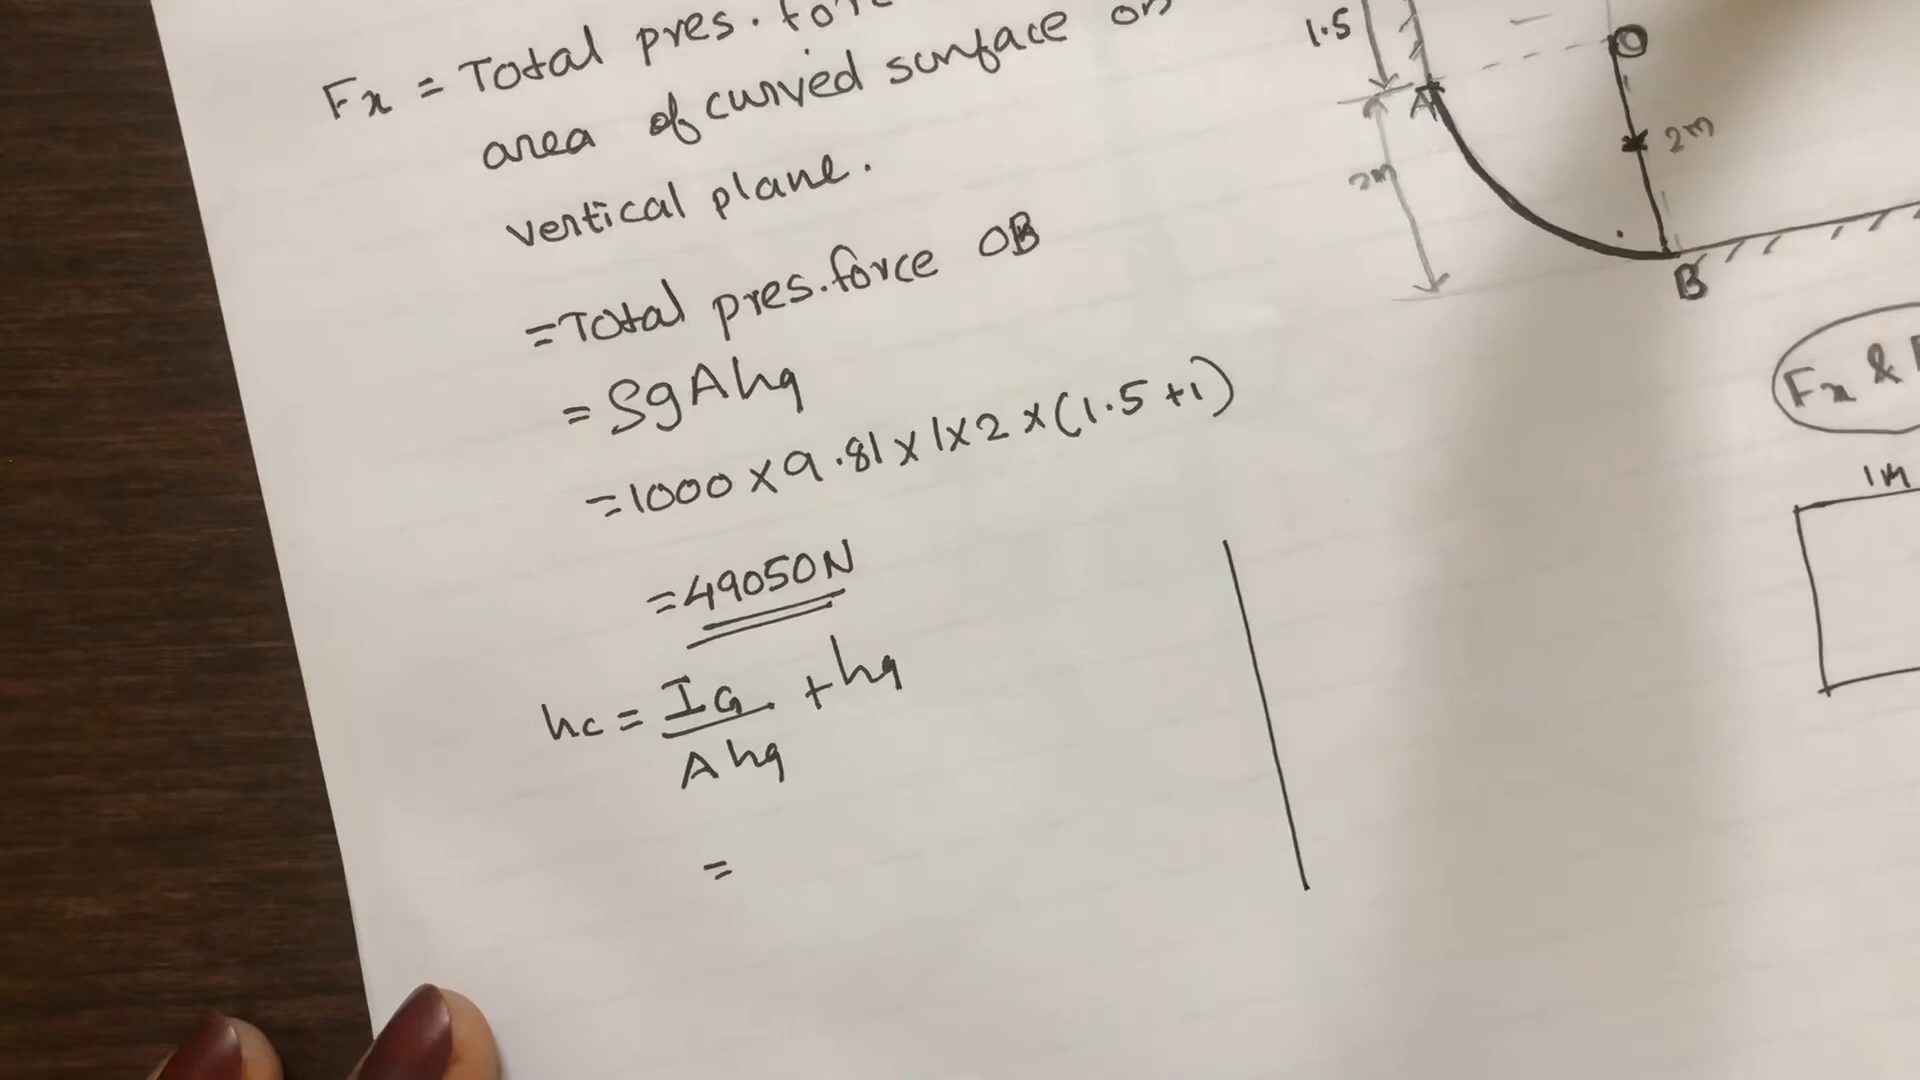 Fx = Total pres.
area of curved surface on
vertical plane.
= Total pres. force OB
= ρgAhg
= 1000 × 9.81 × 1×2 × (1.5 + 1)
= 49050N
hc = IG / Ahg + hg
=
1.5
O
A
2m
2m
B
Fx &
1m